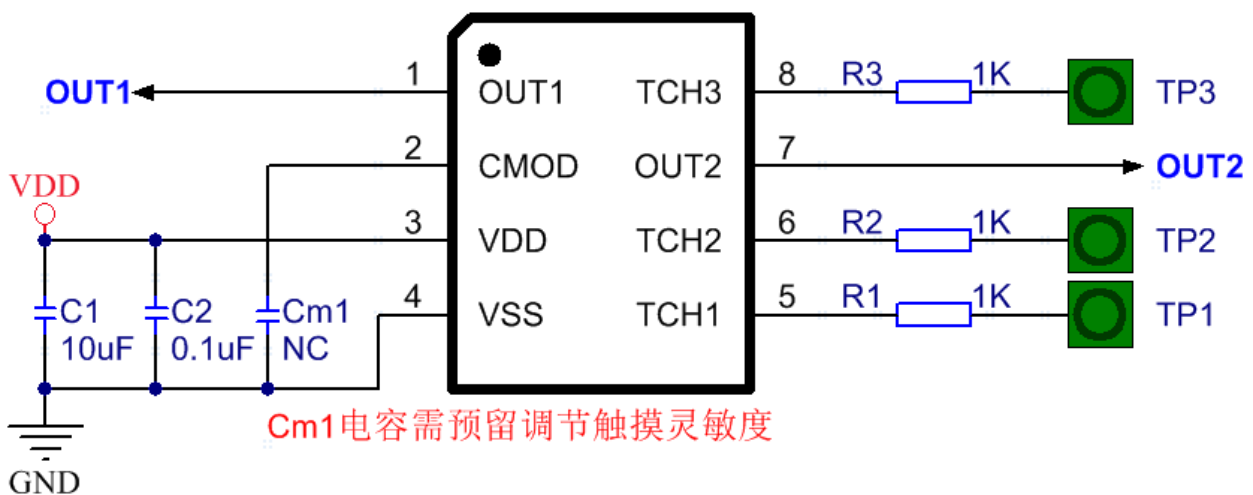 1 8 R3 1K
OUT1 OUT1 TCH3 TP3
2 7
CMOD OUT2 OUT2
VDD
3 6 R2 1K
VDD TCH2 TP2
4 5 R1 1K
C1 C2 Cm1 VSS TCH1 TP1
10uF 0.1uF NC
Cm1电容需预留调节触摸灵敏度
GND